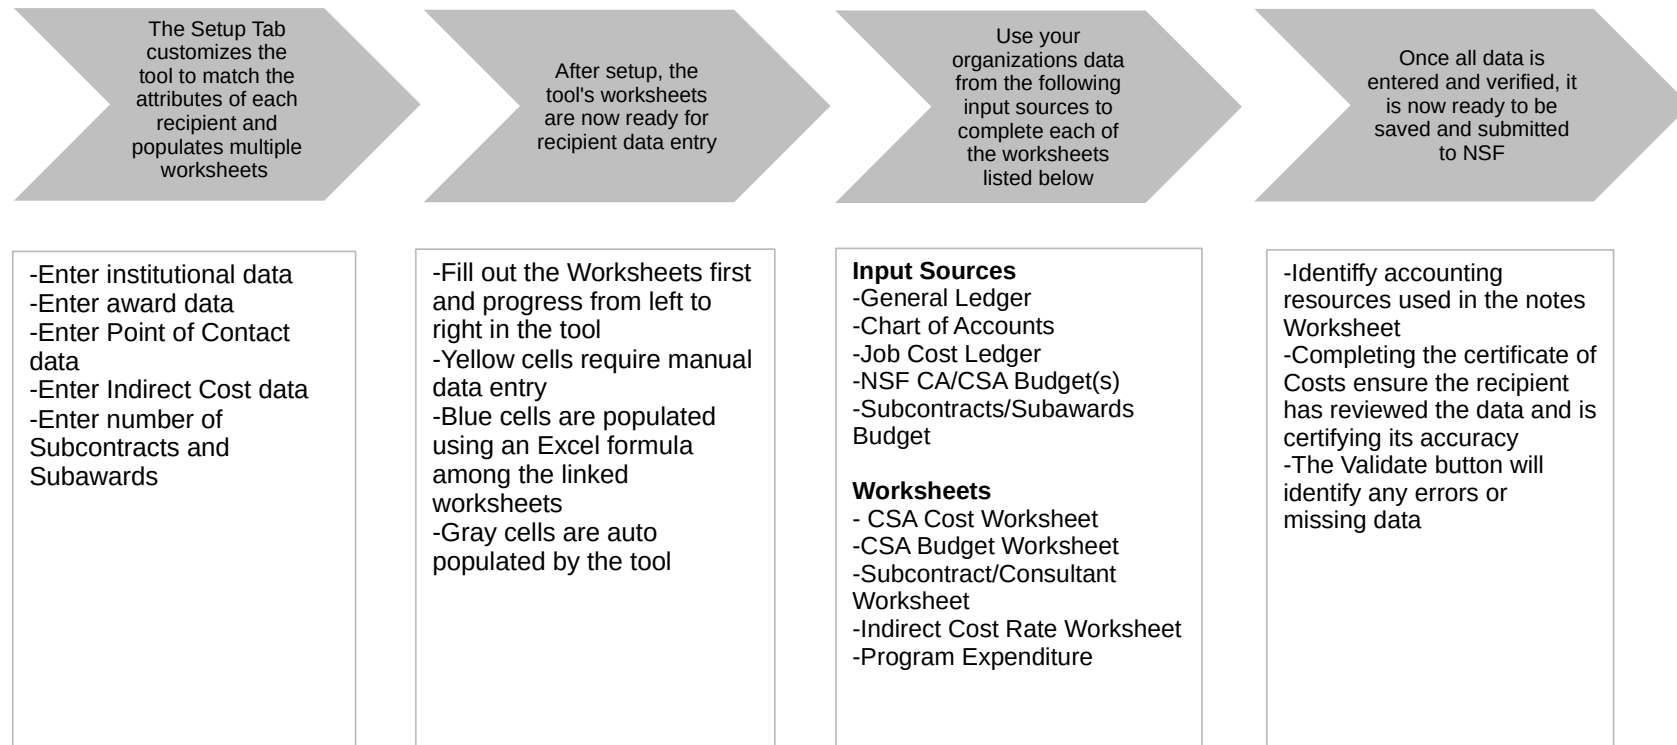 The Setup Tab
customizes the
tool to match the
attributes of each
recipient and
populates multiple
worksheets
After setup, the
tool's worksheets
are now ready for
recipient data entry
Use your
organizations data
from the following
input sources to
complete each of
the worksheets
listed below
Once all data is
entered and verified, it
is now ready to be
saved and submitted
to NSF
-Enter institutional data
-Enter award data
-Enter Point of Contact
data
-Enter Indirect Cost data
-Enter number of
Subcontracts and
Subawards
-Fill out the Worksheets first
and progress from left to
right in the tool
-Yellow cells require manual
data entry
-Blue cells are populated
using an Excel formula
among the linked
worksheets
-Gray cells are auto
populated by the tool
Input Sources
-General Ledger
-Chart of Accounts
-Job Cost Ledger
-NSF CA/CSA Budget(s)
-Subcontracts/Subawards
Budget
Worksheets
- CSA Cost Worksheet
-CSA Budget Worksheet
-Subcontract/Consultant
Worksheet
-Indirect Cost Rate Worksheet
-Program Expenditure
-Identiffy accounting
resources used in the notes
Worksheet
-Completing the certificate of
Costs ensure the recipient
has reviewed the data and is
certifying its accuracy
-The Validate button will
identify any errors or
missing data